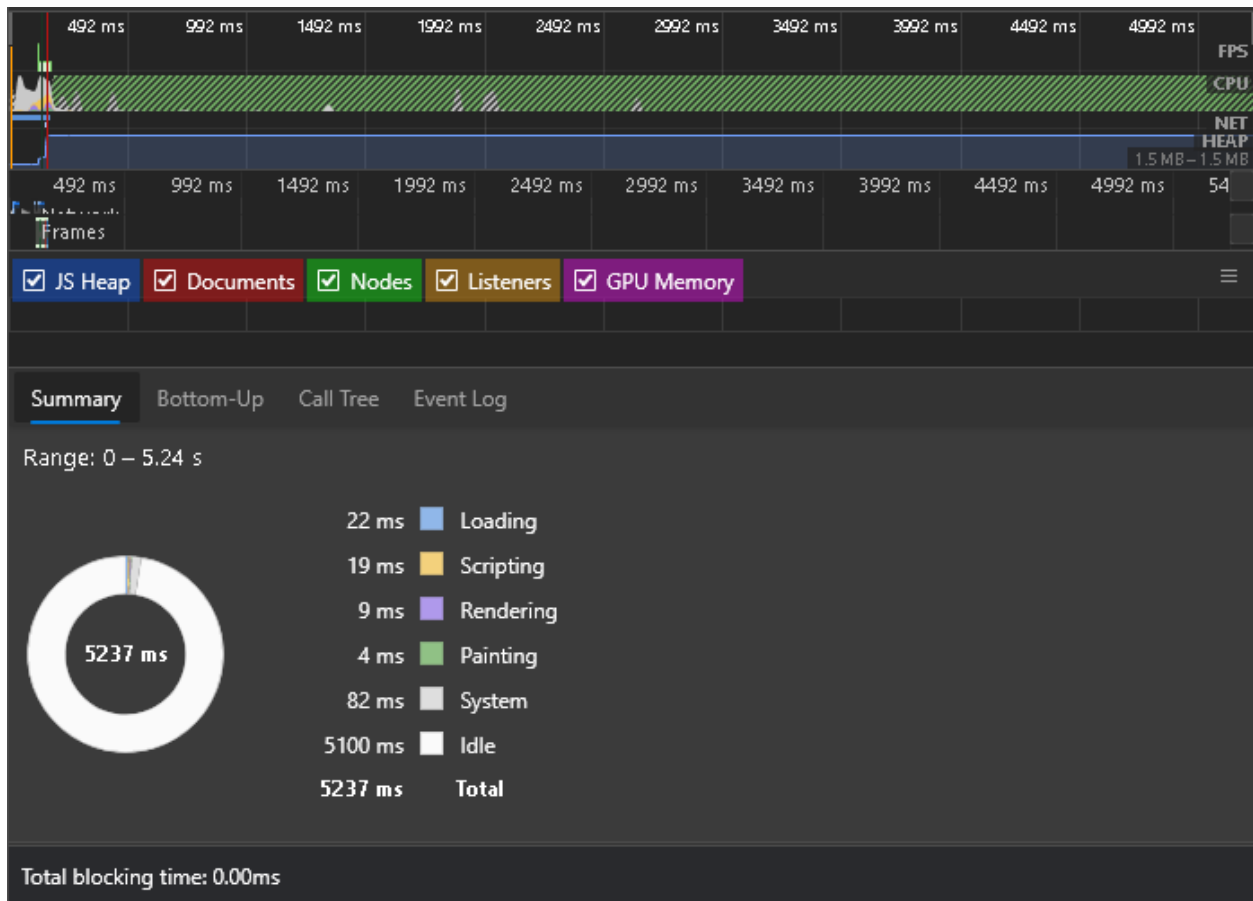 492 ms 992 ms 1492 ms 1992 ms 2492 ms 2992 ms 3492 ms 3992 ms 4492 ms 4992 ms
FPS
CPU
NET
HEAP
1.5 MB – 1.5 MB
492 ms 992 ms 1492 ms 1992 ms 2492 ms 2992 ms 3492 ms 3992 ms 4492 ms 4992 ms 54
Network
Frames
JS Heap Documents Nodes Listeners GPU Memory
Summary Bottom-Up Call Tree Event Log
Range: 0 – 5.24 s
22 ms Loading
19 ms Scripting
9 ms Rendering
5237 ms 4 ms Painting
82 ms System
5100 ms Idle
5237 ms Total
Total blocking time: 0.00ms